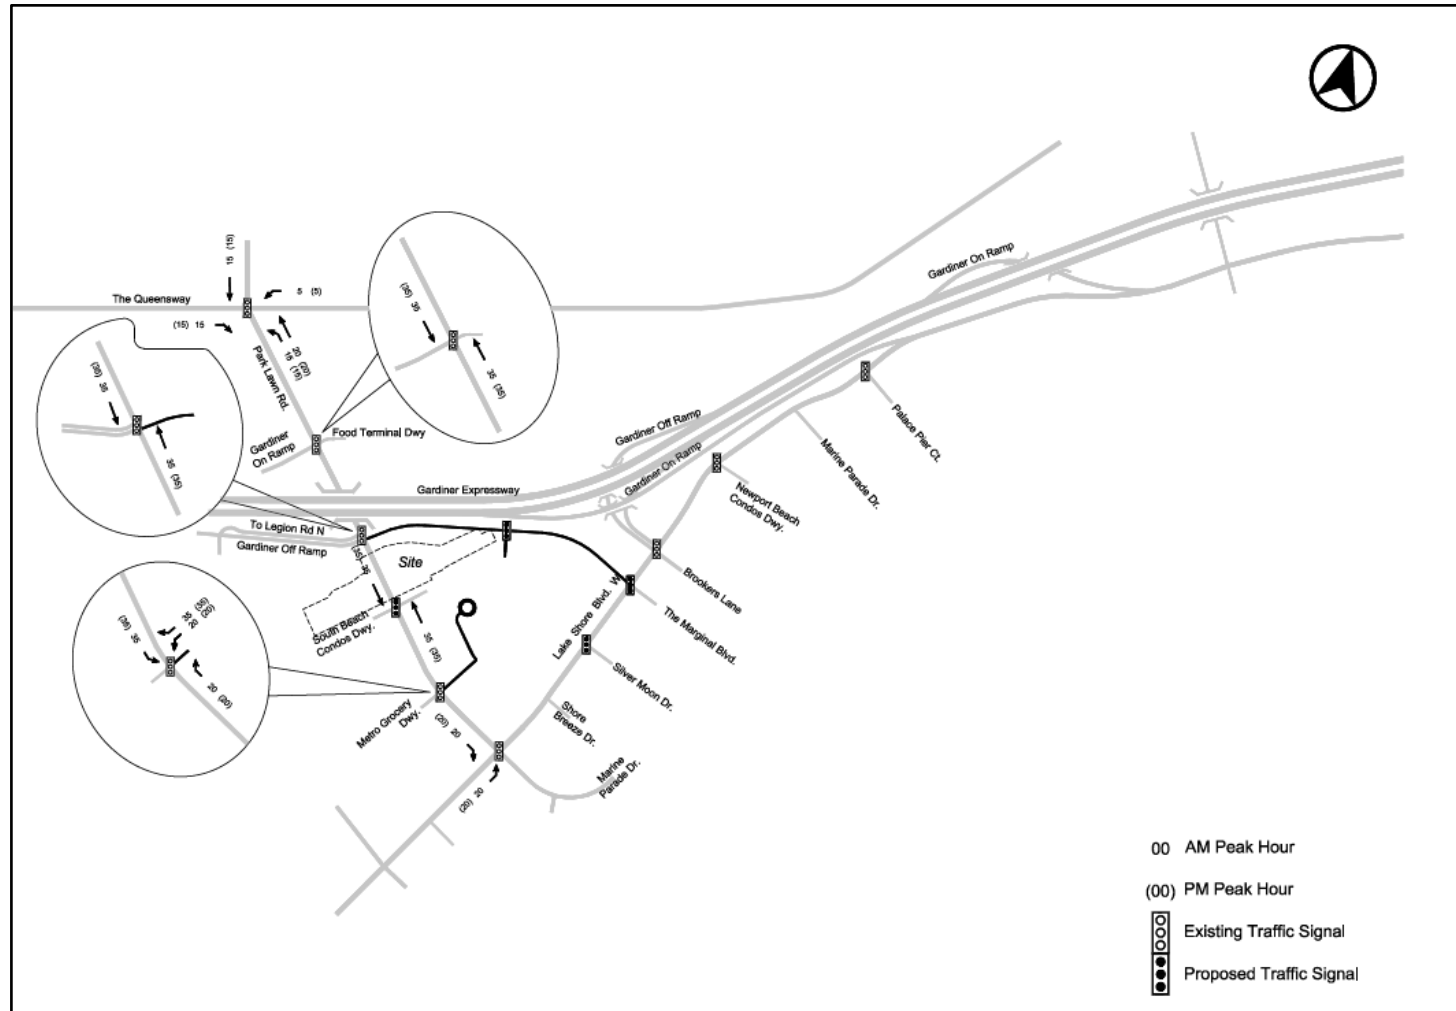 15 (15)
The Queensway
5 (5)
(15) 15
20 (20)
15 (15)
Park Lawn Rd.
(35) 35
35 (35)
Gardiner On Ramp
(35) 35
35 (35)
Food Terminal Dwy
Gardiner
On Ramp
Gardiner Off Ramp
Gardiner On Ramp
Palace Pier Ct.
Marine Parade Dr.
Newport Beach
Condos Dwy.
Gardiner Expressway
To Legion Rd N
Gardiner Off Ramp
(35) 35
Site
Brookers Lane
Lake Shore Blvd. W
The Marginal Blvd.
South Beach
Condos Dwy.
35 (35)
Silver Moon Dr.
(35) 35
35 (35)
20 (20)
20 (20)
Metro Grocery
Dwy.
Shore
Breeze Dr.
(20) 20
Marine
Parade Dr.
(20) 20
00 AM Peak Hour
(00) PM Peak Hour
Existing Traffic Signal
Proposed Traffic Signal